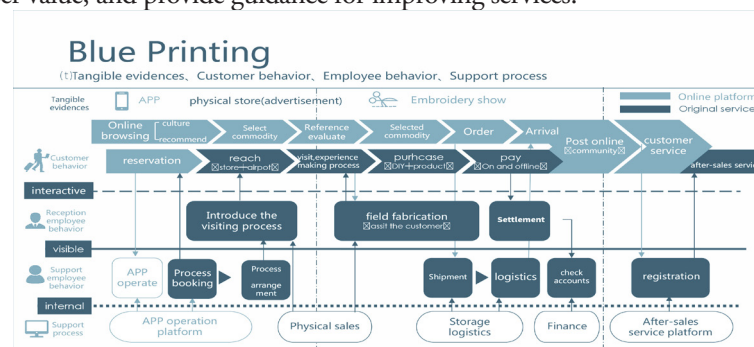 er value, and provide guidance for improving services.
Blue Printing
(t)Tangible evidences、Customer behavior、Employee behavior、Support process
Tangible
evidences
APP
physical store(advertisement)
Embroidery show
Online platform
Original service
Online
browsing
culture
recommend
Select
commodity
Reference
evaluate
Selected
commodity
Order
Arrival
Post online
community
customer
service
Customer
behavior
reservation
reach
store+airpot
visit,experience
making process
purhcase
DIY+product
pay
On and offline
after-sales service
interactive
Reception
employee
behavior
Introduce the
visiting process
field fabrication
assit the customer
Settlement
visible
Support
employee
behavior
APP
operate
Process
booking
Process
arrange
ment
Shipment
logistics
check
accounts
registration
internal
Support
process
APP operation
platform
Physical sales
Storage
logistics
Finance
After-sales
service platform